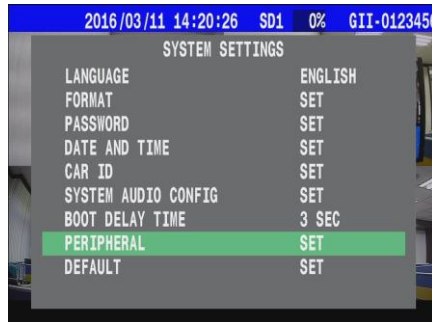 2016/03/11 14:20:26 SD1 0% GII-0123456
SYSTEM SETTINGS
LANGUAGE ENGLISH
FORMAT SET
PASSWORD SET
DATE AND TIME SET
CAR ID SET
SYSTEM AUDIO CONFIG SET
BOOT DELAY TIME 3 SEC
PERIPHERAL SET
DEFAULT SET